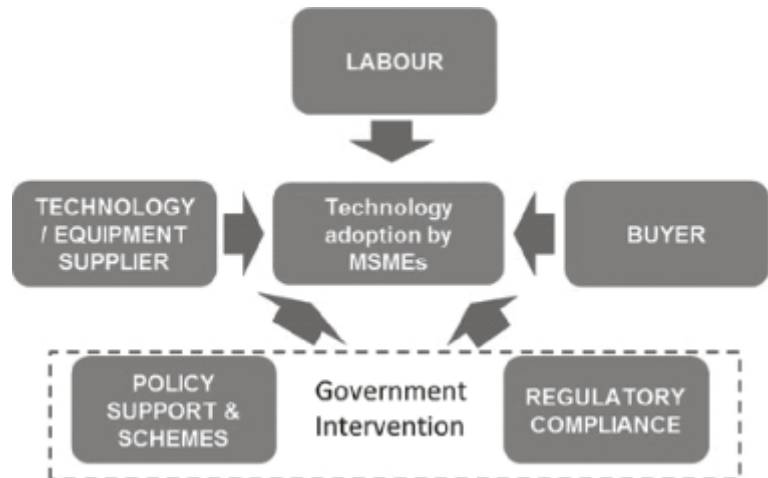 LABOUR
TECHNOLOGY
/ EQUIPMENT
SUPPLIER
Technology
adoption by
MSMEs
BUYER
POLICY
SUPPORT &
SCHEMES
Government
Intervention
REGULATORY
COMPLIANCE